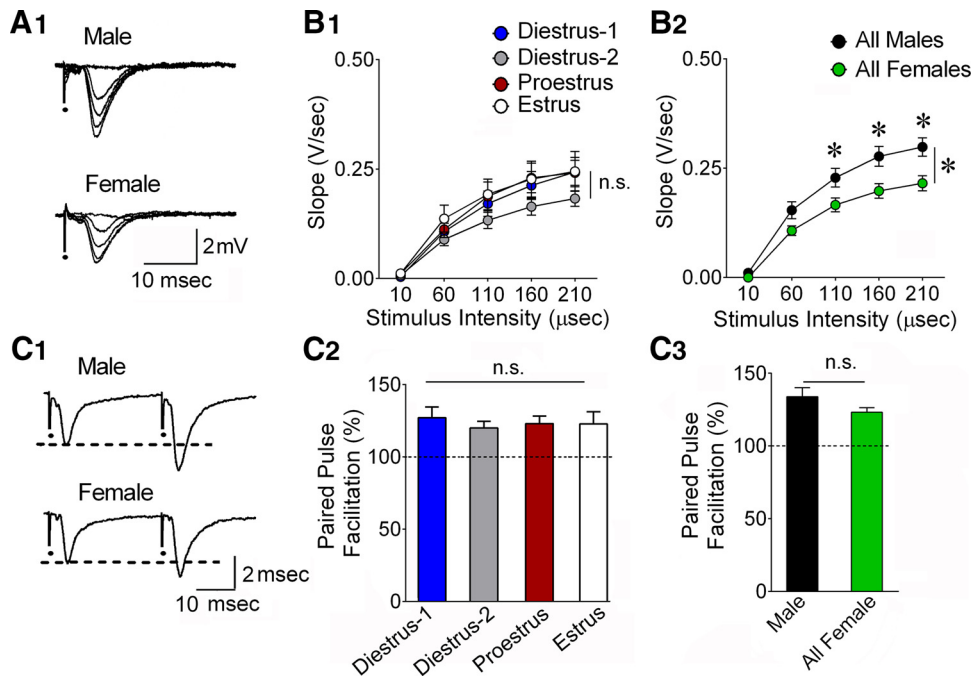 A1
Male
Female
2mV
10 msec
B1
Diestrus-1
Diestrus-2
Proestrus
Estrus
0.50
0.25
0.00
Slope (V/sec)
n.s.
10 60 110 160 210
Stimulus Intensity (μsec)
B2
All Males
All Females
0.50
0.25
0.00
Slope (V/sec)
* * *
*
10 60 110 160 210
Stimulus Intensity (μsec)
C1
Male
Female
2 msec
10 msec
C2
n.s.
150
100
50
0
Paired Pulse
Facilitation (%)
Diestrus-1
Diestrus-2
Proestrus
Estrus
C3
n.s.
150
100
50
0
Paired Pulse
Facilitation (%)
Male
All Female